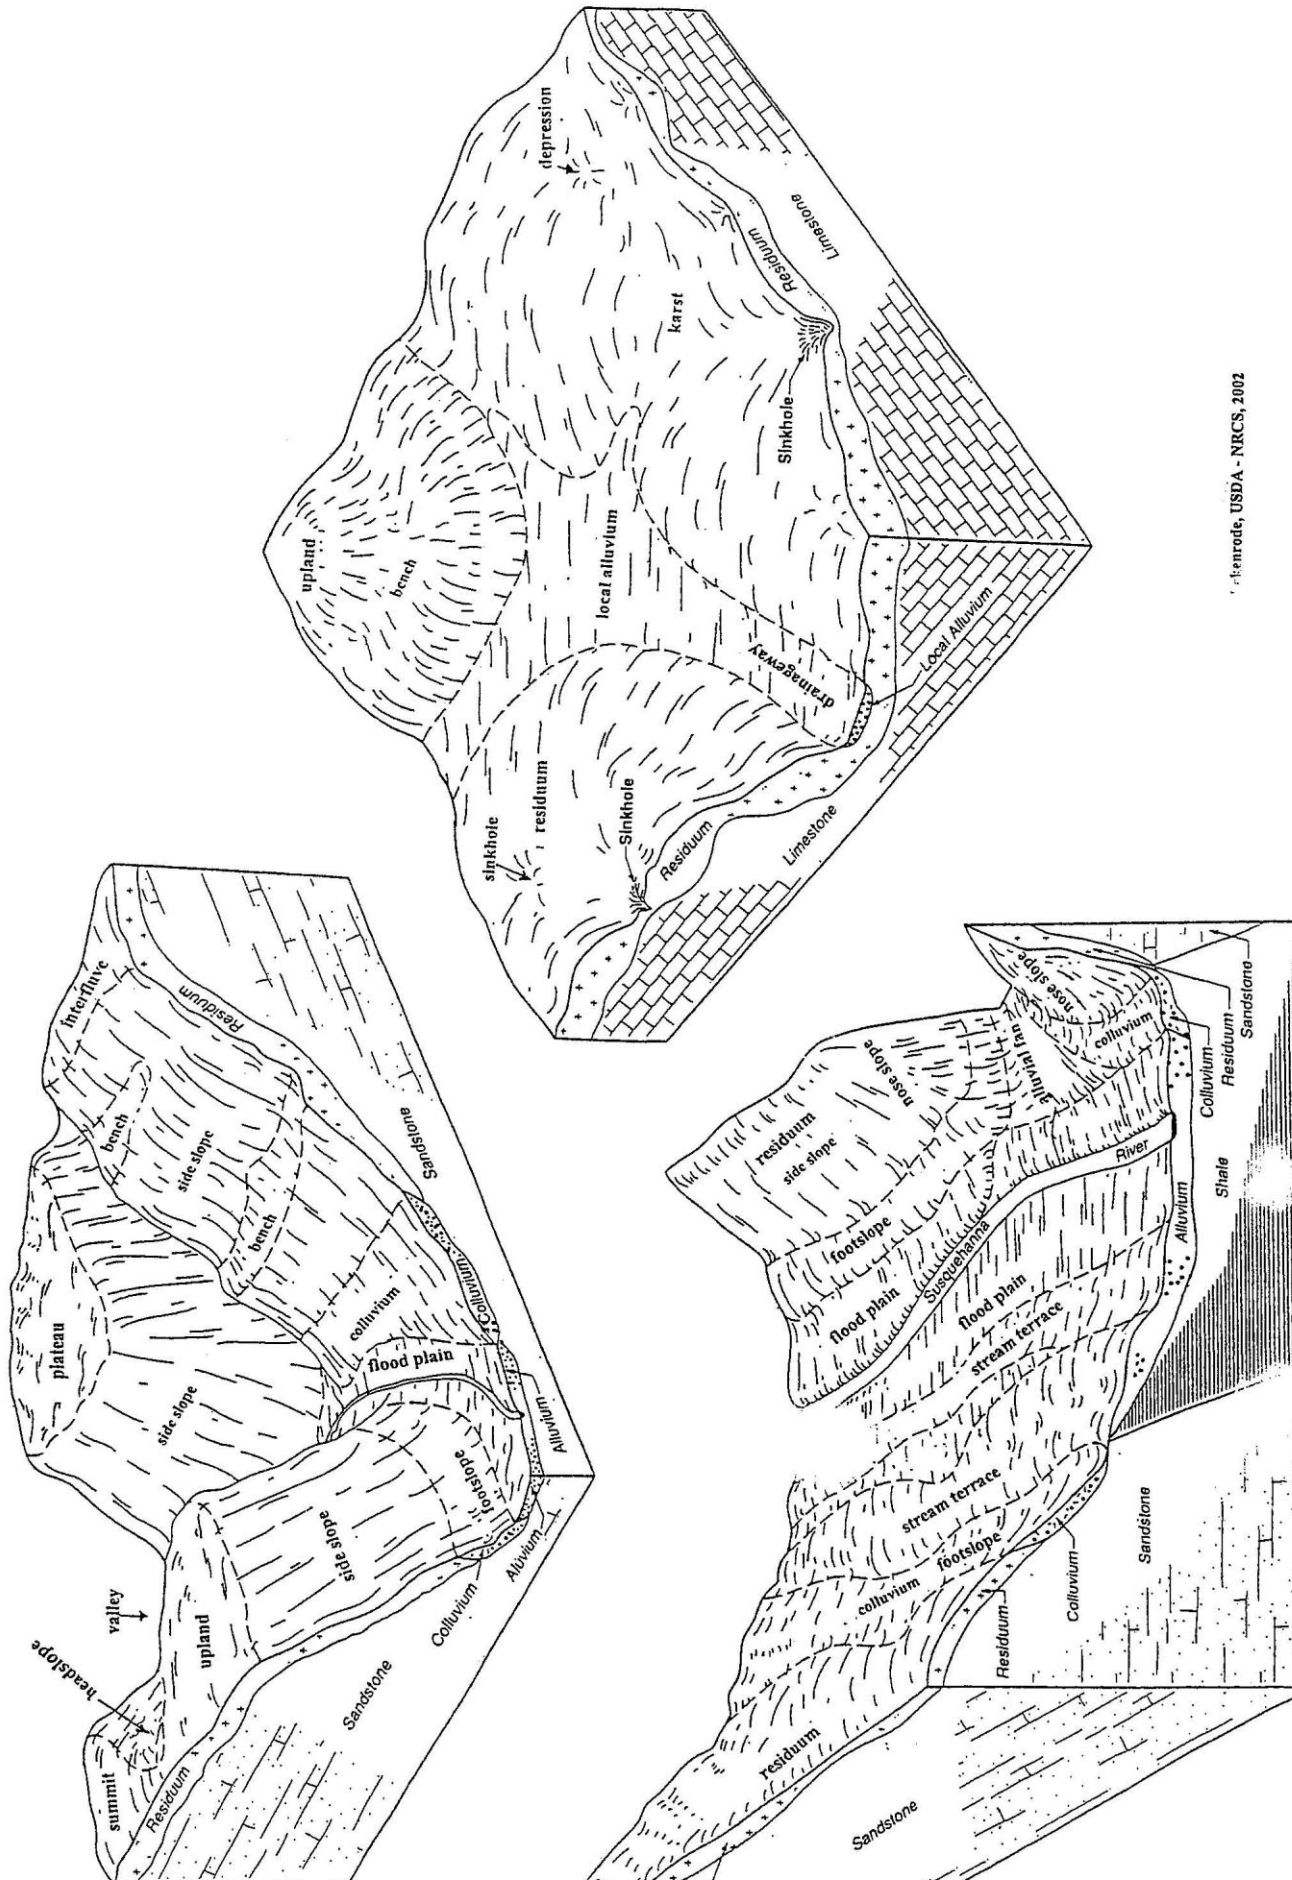 summit
headslope
valley
upland
plateau
side slope
interfluve
bench
side slope
bench
Residuum
Residuum
side slope
footslope
colluvium
flood plain
Colluvium
Sandstone
Sandstone
Colluvium
Aluvium
Alluvium
upland
bench
depression
sinkhole
residuum
Sinkhole
local alluvium
karst
Sinkhole
drainageway
Residuum
Limestone
Residuum
Limestone
Local Alluvium
residuum
side slope
nose slope
nose slope
footslope
alluvial fan
colluvium
flood plain
Susquehanna
River
flood plain
stream terrace
stream terrace
footslope
colluvium
residuum
Residuum
Colluvium
Sandstone
Sandstone
Alluvium
Shale
Colluvium
Residuum
Sandstone
USDA - NRCS, 2002